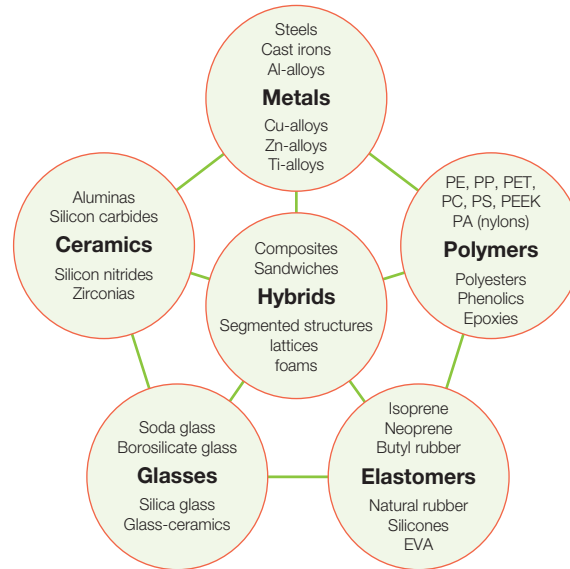 Steels
Cast irons
Al-alloys
Metals
Cu-alloys
Zn-alloys
Ti-alloys
Aluminas
Silicon carbides
Ceramics
Silicon nitrides
Zirconias
PE, PP, PET,
PC, PS, PEEK
PA (nylons)
Polymers
Polyesters
Phenolics
Epoxies
Composites
Sandwiches
Hybrids
Segmented structures
lattices
foams
Soda glass
Borosilicate glass
Glasses
Silica glass
Glass-ceramics
Isoprene
Neoprene
Butyl rubber
Elastomers
Natural rubber
Silicones
EVA